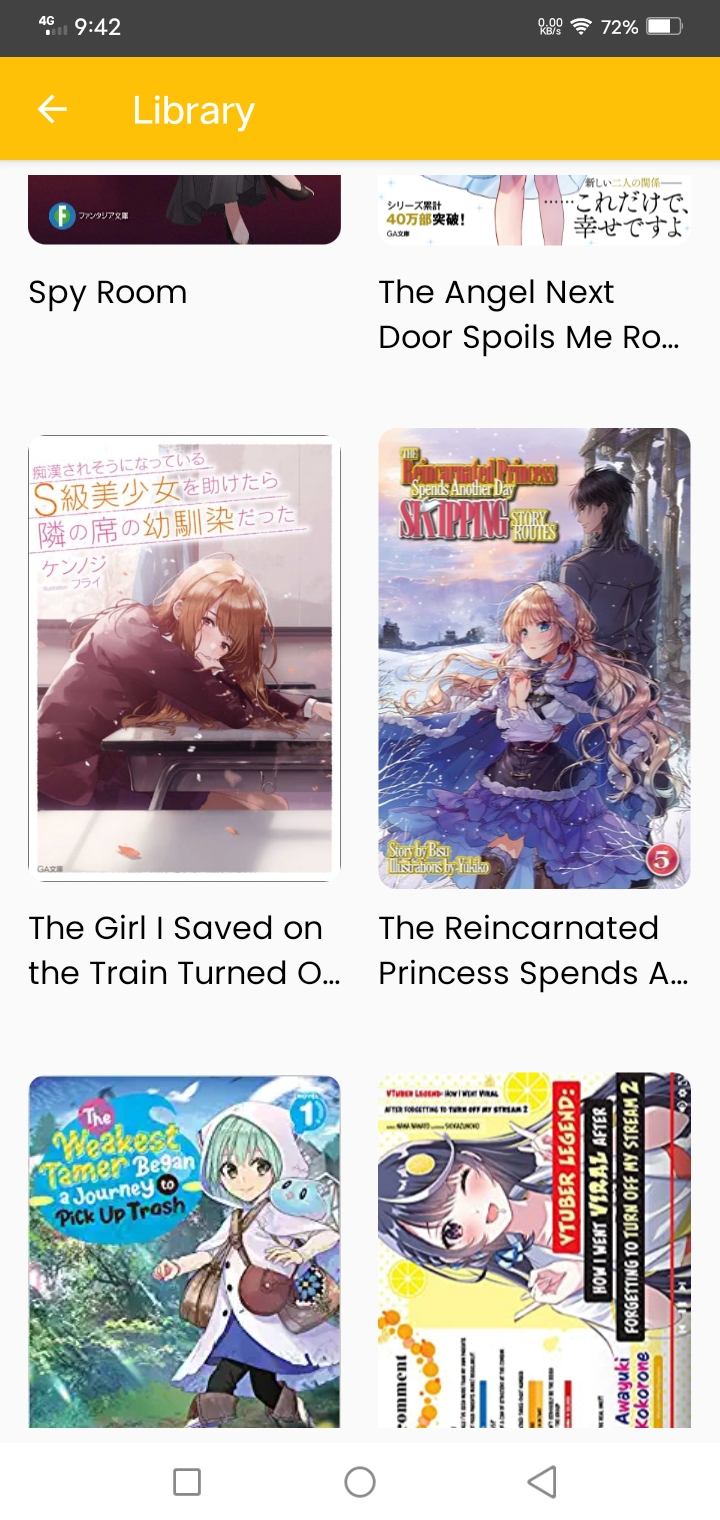 4G 9:42 0.00 KB/s 72%
Library
F ファンタジア文庫
新しい二人の関係――
……これだけで、
幸せですよ
シリーズ累計
40万部突破!
GA文庫
Spy Room
The Angel Next
Door Spoils Me Ro...
痴漢されそうになっている
S級美少女を助けたら
隣の席の幼馴染だった
ケンノジ
フライ
GA文庫
THE
Reincarnated Princess
Spends Another Day
SKIPPING STORY
ROUTES
Story by Bisu
Illustrations by Yukiko
5
The Girl I Saved on
the Train Turned O...
The Reincarnated
Princess Spends A...
NOVEL
1
The
Weakest
Tamer Began
a Journey to
Pick Up Trash
VTUBER LEGEND: HOW I WENT VIRAL
AFTER FORGETTING TO TURN OFF MY STREAM 2
VTUBER LEGEND:
HOW I WENT VIRAL AFTER
FORGETTING TO TURN OFF MY STREAM 2
Awayuki
Kokorone
omment